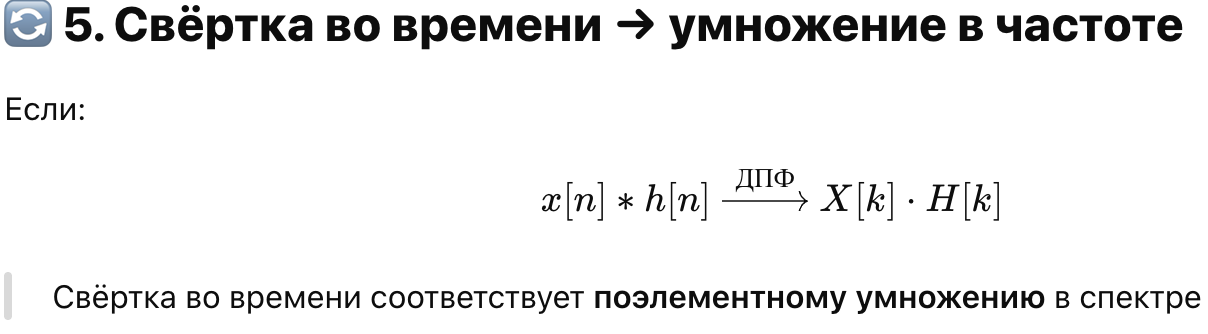 🔄 5. Свёртка во времени → умножение в частоте
Если:
x[n] ∗ h[n] ДПФ⟶ X[k] · H[k]
Свёртка во времени соответствует поэлементному умножению в спектре